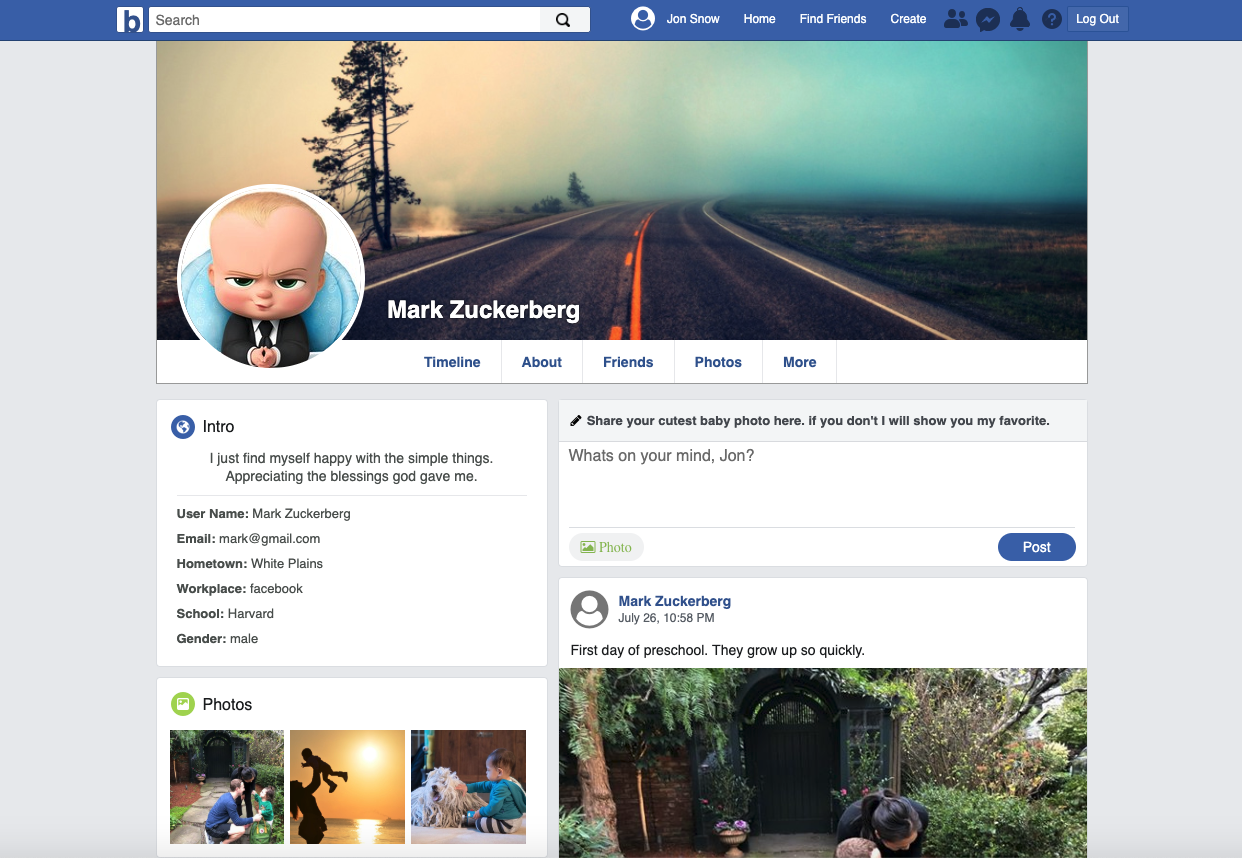 b
Search
Jon Snow
Home
Find Friends
Create
Log Out
Mark Zuckerberg
Timeline
About
Friends
Photos
More
Intro
I just find myself happy with the simple things.
Appreciating the blessings god gave me.
User Name: Mark Zuckerberg
Email: mark@gmail.com
Hometown: White Plains
Workplace: facebook
School: Harvard
Gender: male
Photos
Share your cutest baby photo here. if you don't I will show you my favorite.
Whats on your mind, Jon?
Photo
Post
Mark Zuckerberg
July 26, 10:58 PM
First day of preschool. They grow up so quickly.